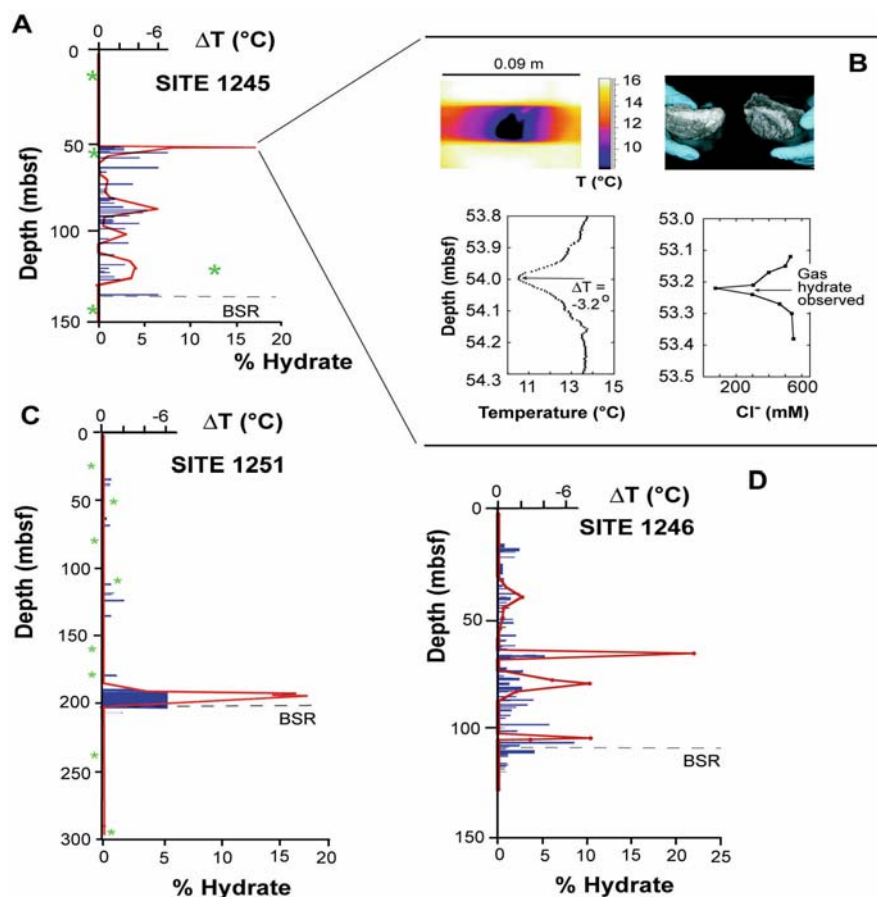 A
0 -6
ΔT (°C)
SITE 1245
0
50
100
150
Depth (mbsf)
BSR
0 5 10 15 20
% Hydrate
B
0.09 m
16
14
12
10
T (°C)
53.8
53.9
54.0
54.1
54.2
54.3
Depth (mbsf)
ΔT =
-3.2°
11 13 15
Temperature (°C)
53.0
53.1
53.2
53.3
53.4
53.5
Gas
hydrate
observed
200 600
Cl⁻ (mM)
C
0 -6
ΔT (°C)
SITE 1251
0
50
100
150
200
250
300
Depth (mbsf)
BSR
0 5 10 15 20
% Hydrate
D
0 -6
ΔT (°C)
SITE 1246
0
50
100
150
Depth (mbsf)
BSR
0 5 10 15 20 25
% Hydrate